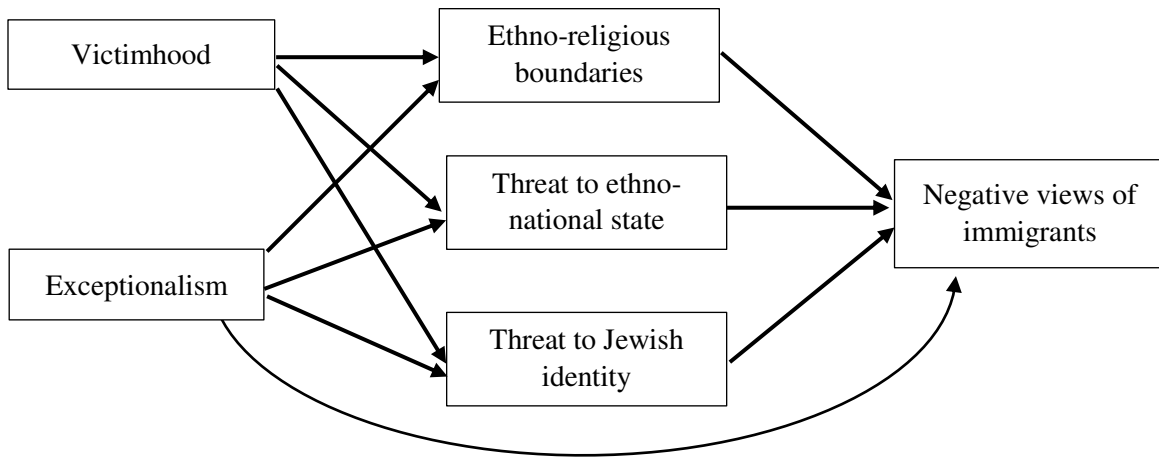 Victimhood
Ethno-religious
boundaries
Threat to ethno-
national state
Negative views of
immigrants
Exceptionalism
Threat to Jewish
identity